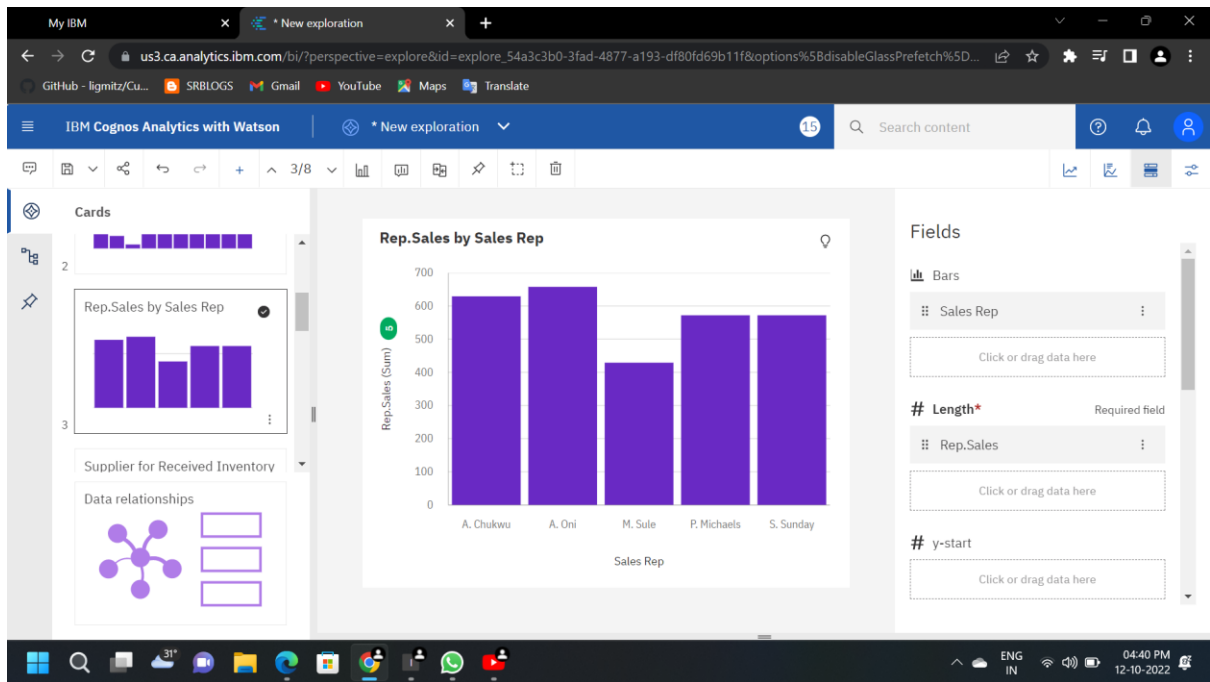 My IBM
* New exploration
us3.ca.analytics.ibm.com/bi/?perspective=explore&id=explore_54a3c3b0-3fad-4877-a193-df80fd69b11f&options%5BdisableGlassPrefetch%5D...
GitHub - ligmitz/Cu... SRBLOGS Gmail YouTube Maps Translate
IBM Cognos Analytics with Watson * New exploration 15 Search content
3/8
Cards
2
Rep.Sales by Sales Rep
3
Supplier for Received Inventory
Data relationships
Rep.Sales by Sales Rep
700
600
500
400
300
200
100
0
Rep.Sales (Sum)
A. Chukwu A. Oni M. Sule P. Michaels S. Sunday
Sales Rep
Fields
Bars
Sales Rep
Click or drag data here
# Length* Required field
Rep.Sales
Click or drag data here
# y-start
Click or drag data here
31°
ENG
IN
04:40 PM
12-10-2022